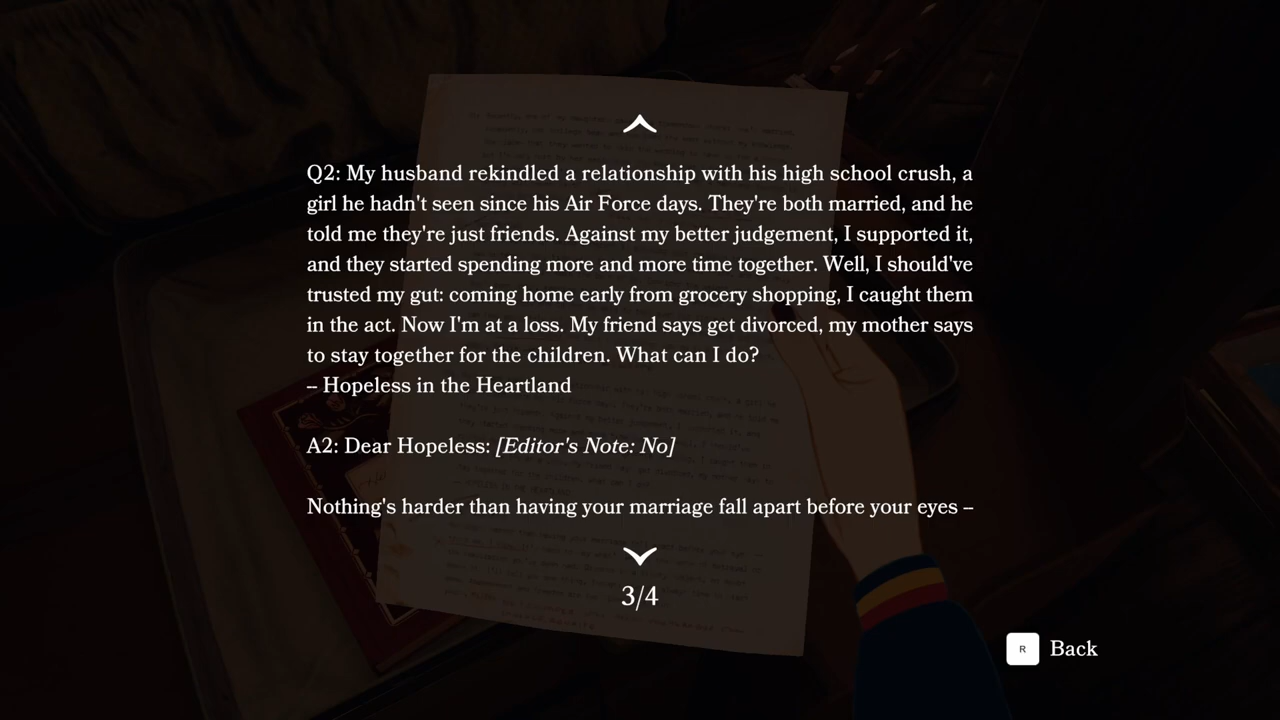 Q2: My husband rekindled a relationship with his high school crush, a
girl he hadn't seen since his Air Force days. They're both married, and he
told me they're just friends. Against my better judgement, I supported it,
and they started spending more and more time together. Well, I should've
trusted my gut: coming home early from grocery shopping, I caught them
in the act. Now I'm at a loss. My friend says get divorced, my mother says
to stay together for the children. What can I do?
– Hopeless in the Heartland
A2: Dear Hopeless: [Editor's Note: No]
Nothing's harder than having your marriage fall apart before your eyes –
3/4
R Back